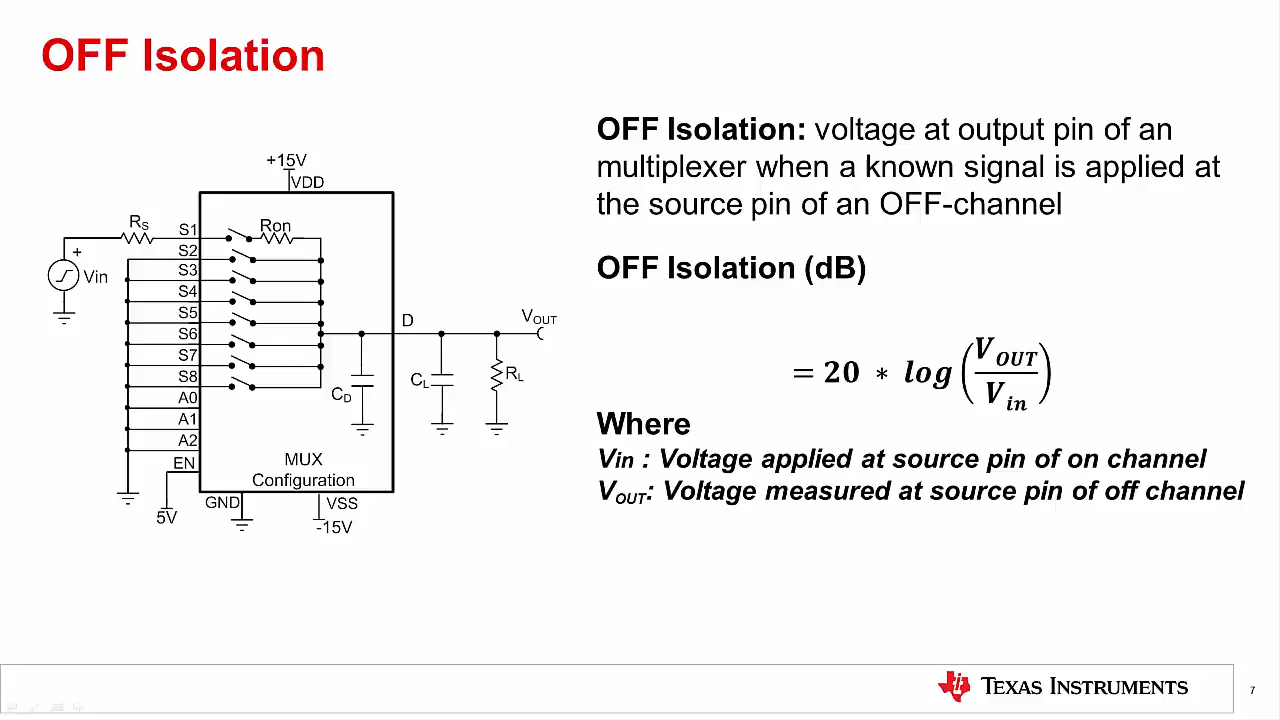 OFF Isolation
+15V
VDD
RS
S1
Ron
S2
+
Vin
S3
S4
S5
S6
S7
S8
A0
A1
A2
EN
5V
D
VOUT
CD
CL
RL
MUX
Configuration
GND
VSS
-15V
OFF Isolation: voltage at output pin of an
multiplexer when a known signal is applied at
the source pin of an OFF-channel
OFF Isolation (dB)
= 20 * log (VOUT / Vin)
Where
Vin : Voltage applied at source pin of on channel
VOUT: Voltage measured at source pin of off channel
TEXAS INSTRUMENTS
7